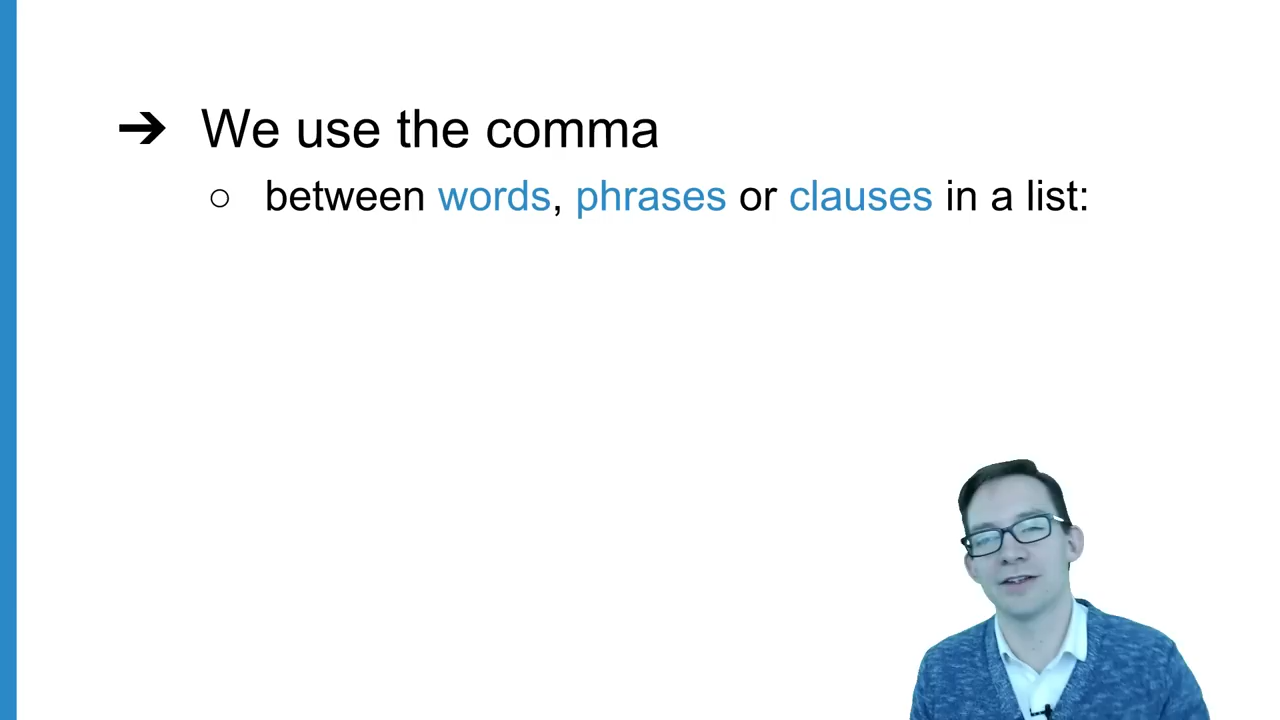 ➔ We use the comma
○ between words, phrases or clauses in a list: